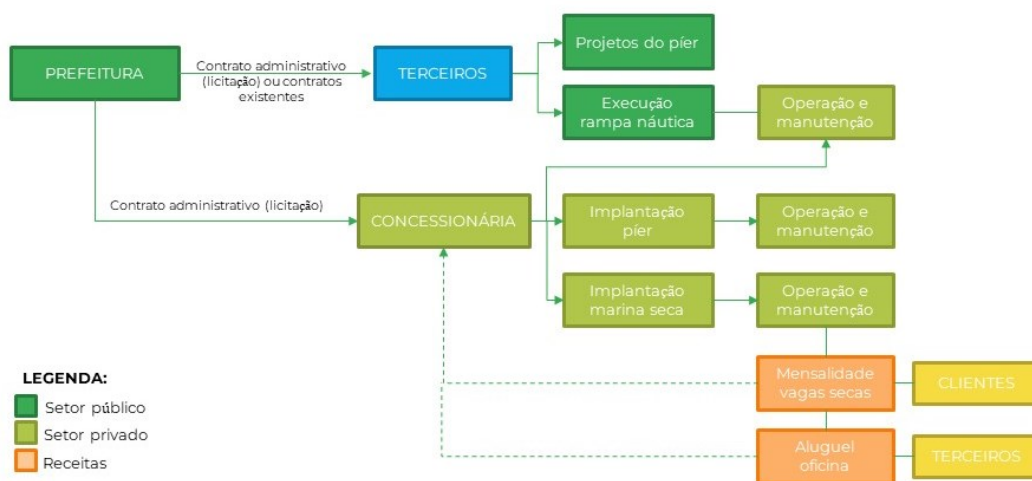 Projetos do píer
PREFEITURA
Contrato administrativo
(licitação) ou contratos
existentes
TERCEIROS
Execução
rampa náutica
Operação e
manutenção
Contrato administrativo (licitação)
CONCESSIONÁRIA
Implantação
píer
Operação e
manutenção
Implantação
marina seca
Operação e
manutenção
LEGENDA:
Setor público
Setor privado
Receitas
Mensalidade
vagas secas
CLIENTES
Aluguel
oficina
TERCEIROS